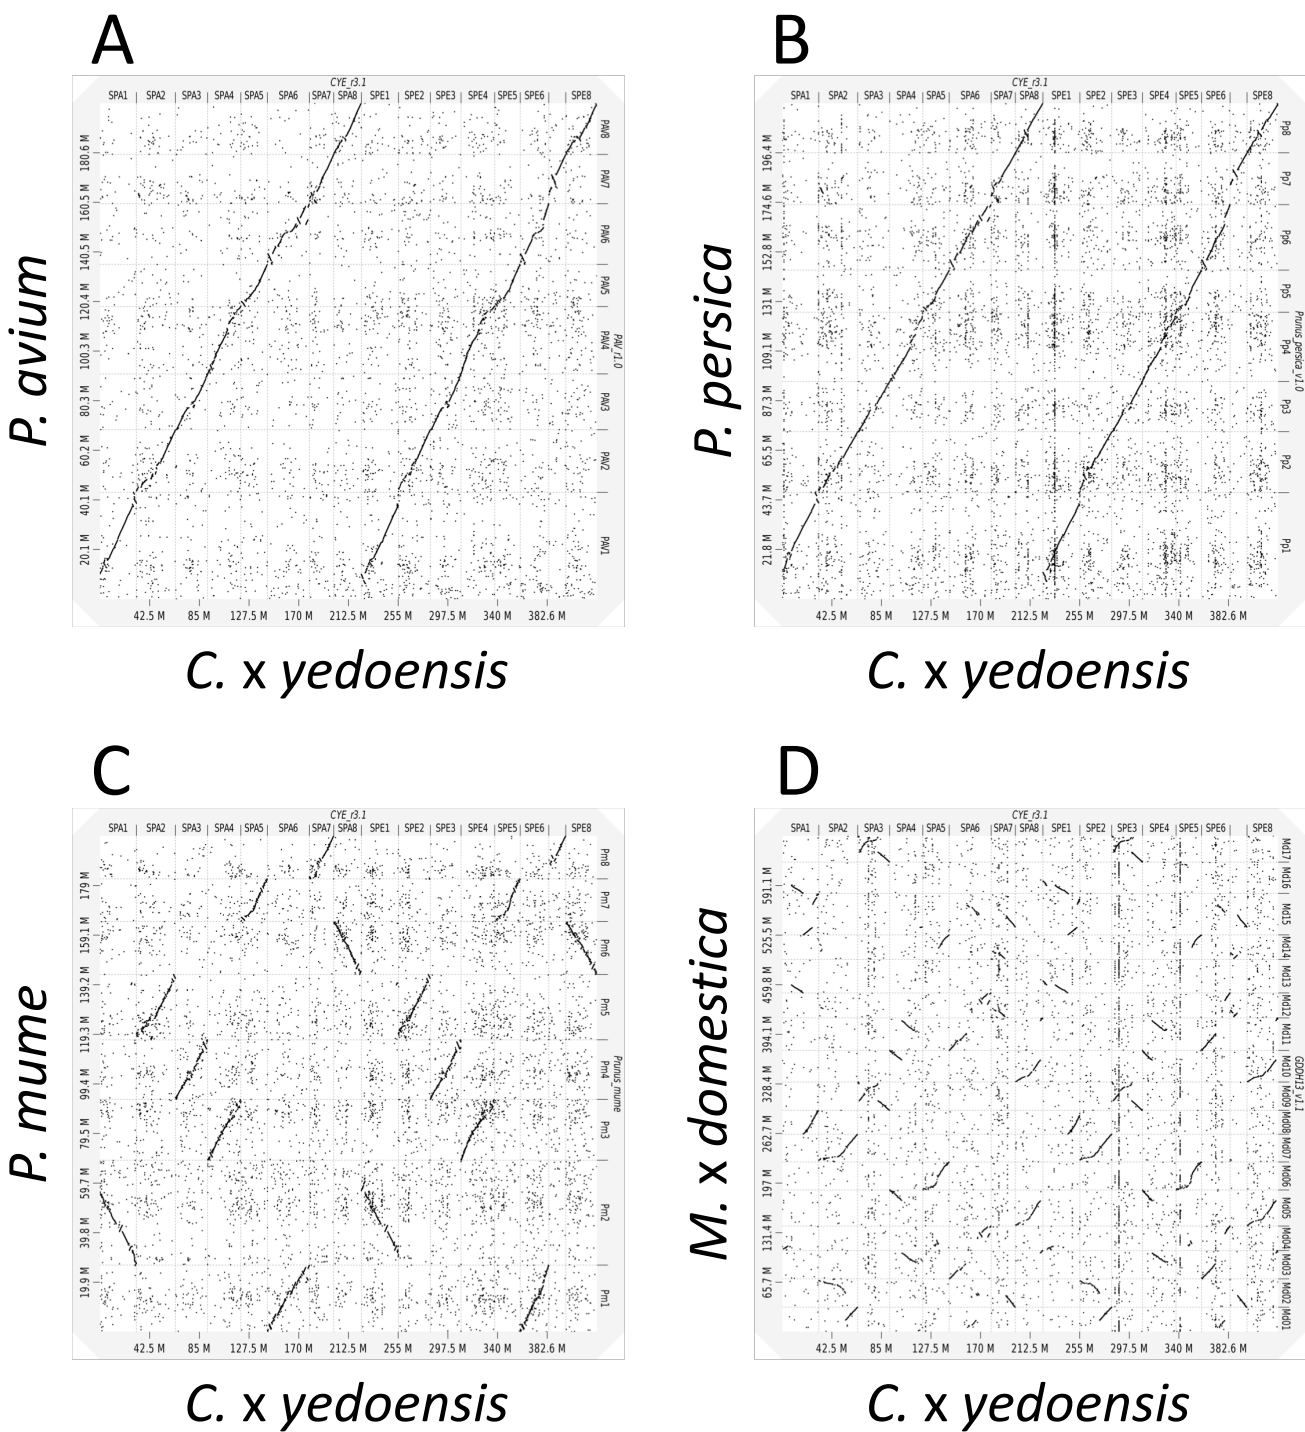 A
CYE_r3.1
SPA1 | SPA2 | SPA3 | SPA4 | SPA5 | SPA6 | SPA7 | SPA8 | SPE1 | SPE2 | SPE3 | SPE4 | SPE5 | SPE6 | | SPE8
180.6 M
160.5 M
140.5 M
120.4 M
100.3 M
80.3 M
60.2 M
40.1 M
20.1 M
PAV8
PAV7
PAV6
PAV5
PAV4
PAV3
PAV2
PAV1
PAV_r1.0
42.5 M 85 M 127.5 M 170 M 212.5 M 255 M 297.5 M 340 M 382.6 M
P. avium
C. x yedoensis
B
CYE_r3.1
SPA1 | SPA2 | SPA3 | SPA4 | SPA5 | SPA6 | SPA7 | SPA8 | SPE1 | SPE2 | SPE3 | SPE4 | SPE5 | SPE6 | | SPE8
196.4 M
174.6 M
152.8 M
131 M
109.1 M
87.3 M
65.5 M
43.7 M
21.8 M
Pp8
Pp7
Pp6
Pp5
Pp4
Pp3
Pp2
Pp1
Prunus_persica_v1.0
42.5 M 85 M 127.5 M 170 M 212.5 M 255 M 297.5 M 340 M 382.6 M
P. persica
C. x yedoensis
C
CYE_r3.1
SPA1 | SPA2 | SPA3 | SPA4 | SPA5 | SPA6 | SPA7 | SPA8 | SPE1 | SPE2 | SPE3 | SPE4 | SPE5 | SPE6 | | SPE8
179 M
159.1 M
139.2 M
119.3 M
99.4 M
79.5 M
59.7 M
39.8 M
19.9 M
Pm8
Pm7
Pm6
Pm5
Pm4
Pm3
Pm2
Pm1
Prunus_mume
42.5 M 85 M 127.5 M 170 M 212.5 M 255 M 297.5 M 340 M 382.6 M
P. mume
C. x yedoensis
D
CYE_r3.1
SPA1 | SPA2 | SPA3 | SPA4 | SPA5 | SPA6 | SPA7 | SPA8 | SPE1 | SPE2 | SPE3 | SPE4 | SPE5 | SPE6 | | SPE8
591.1 M
525.5 M
459.8 M
394.1 M
328.4 M
262.7 M
197 M
131.4 M
65.7 M
Md17
Md16
Md15
Md14
Md13
Md12
Md11
Md10
Md09
Md08
Md07
Md06
Md05
Md04
Md03
Md02
Md01
GDDH13_v1.1
42.5 M 85 M 127.5 M 170 M 212.5 M 255 M 297.5 M 340 M 382.6 M
M. x domestica
C. x yedoensis